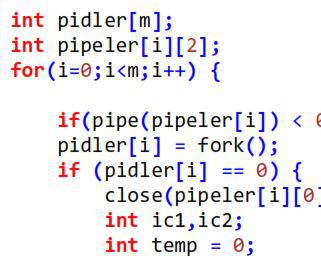 int pidler[m];
int pipeler[i][2];
for(i=0;i<m;i++) {
if(pipe(pipeler[i]) < 0
pidler[i] = fork();
if (pidler[i] == 0) {
close(pipeler[i][0]
int ic1,ic2;
int temp = 0;